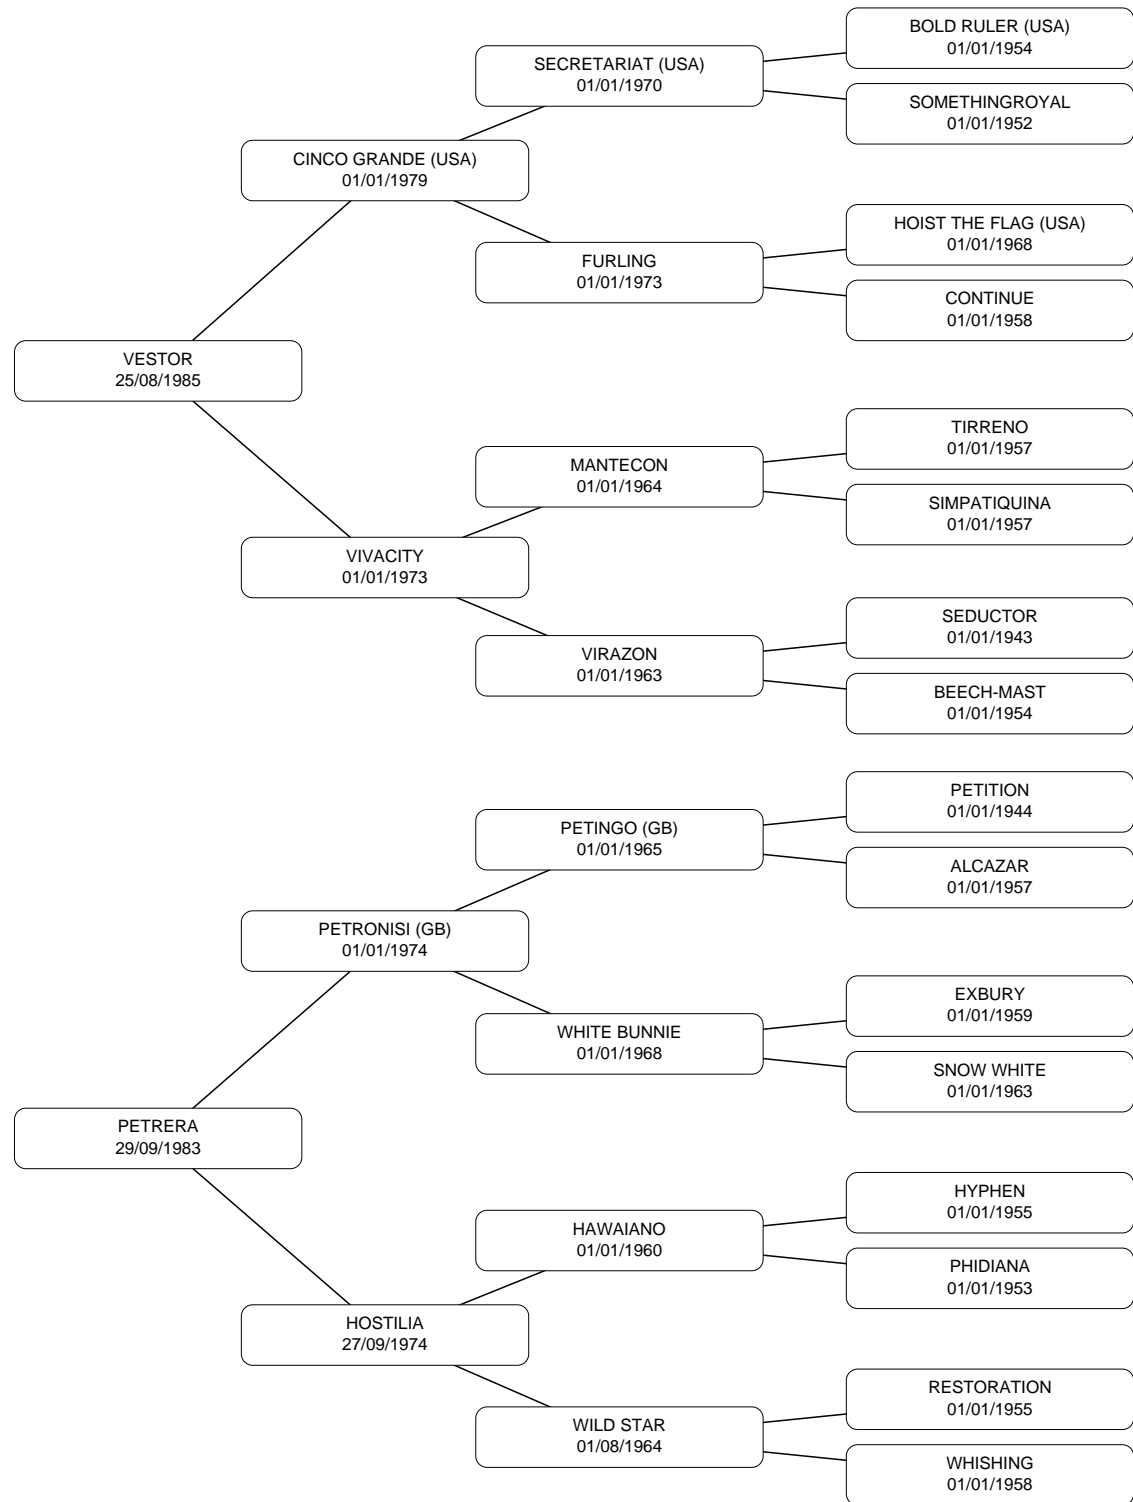 BOLD RULER (USA)
01/01/1954
SECRETARIAT (USA)
01/01/1970
SOMETHINGROYAL
01/01/1952
CINCO GRANDE (USA)
01/01/1979
HOIST THE FLAG (USA)
01/01/1968
FURLING
01/01/1973
CONTINUE
01/01/1958
VESTOR
25/08/1985
TIRRENO
01/01/1957
MANTECON
01/01/1964
SIMPATIQUINA
01/01/1957
VIVACITY
01/01/1973
SEDUCTOR
01/01/1943
VIRAZON
01/01/1963
BEECH-MAST
01/01/1954
PETITION
01/01/1944
PETINGO (GB)
01/01/1965
ALCAZAR
01/01/1957
PETRONISI (GB)
01/01/1974
EXBURY
01/01/1959
WHITE BUNNIE
01/01/1968
SNOW WHITE
01/01/1963
PETRERA
29/09/1983
HYPHEN
01/01/1955
HAWAIANO
01/01/1960
PHIDIANA
01/01/1953
HOSTILIA
27/09/1974
RESTORATION
01/01/1955
WILD STAR
01/08/1964
WHISHING
01/01/1958